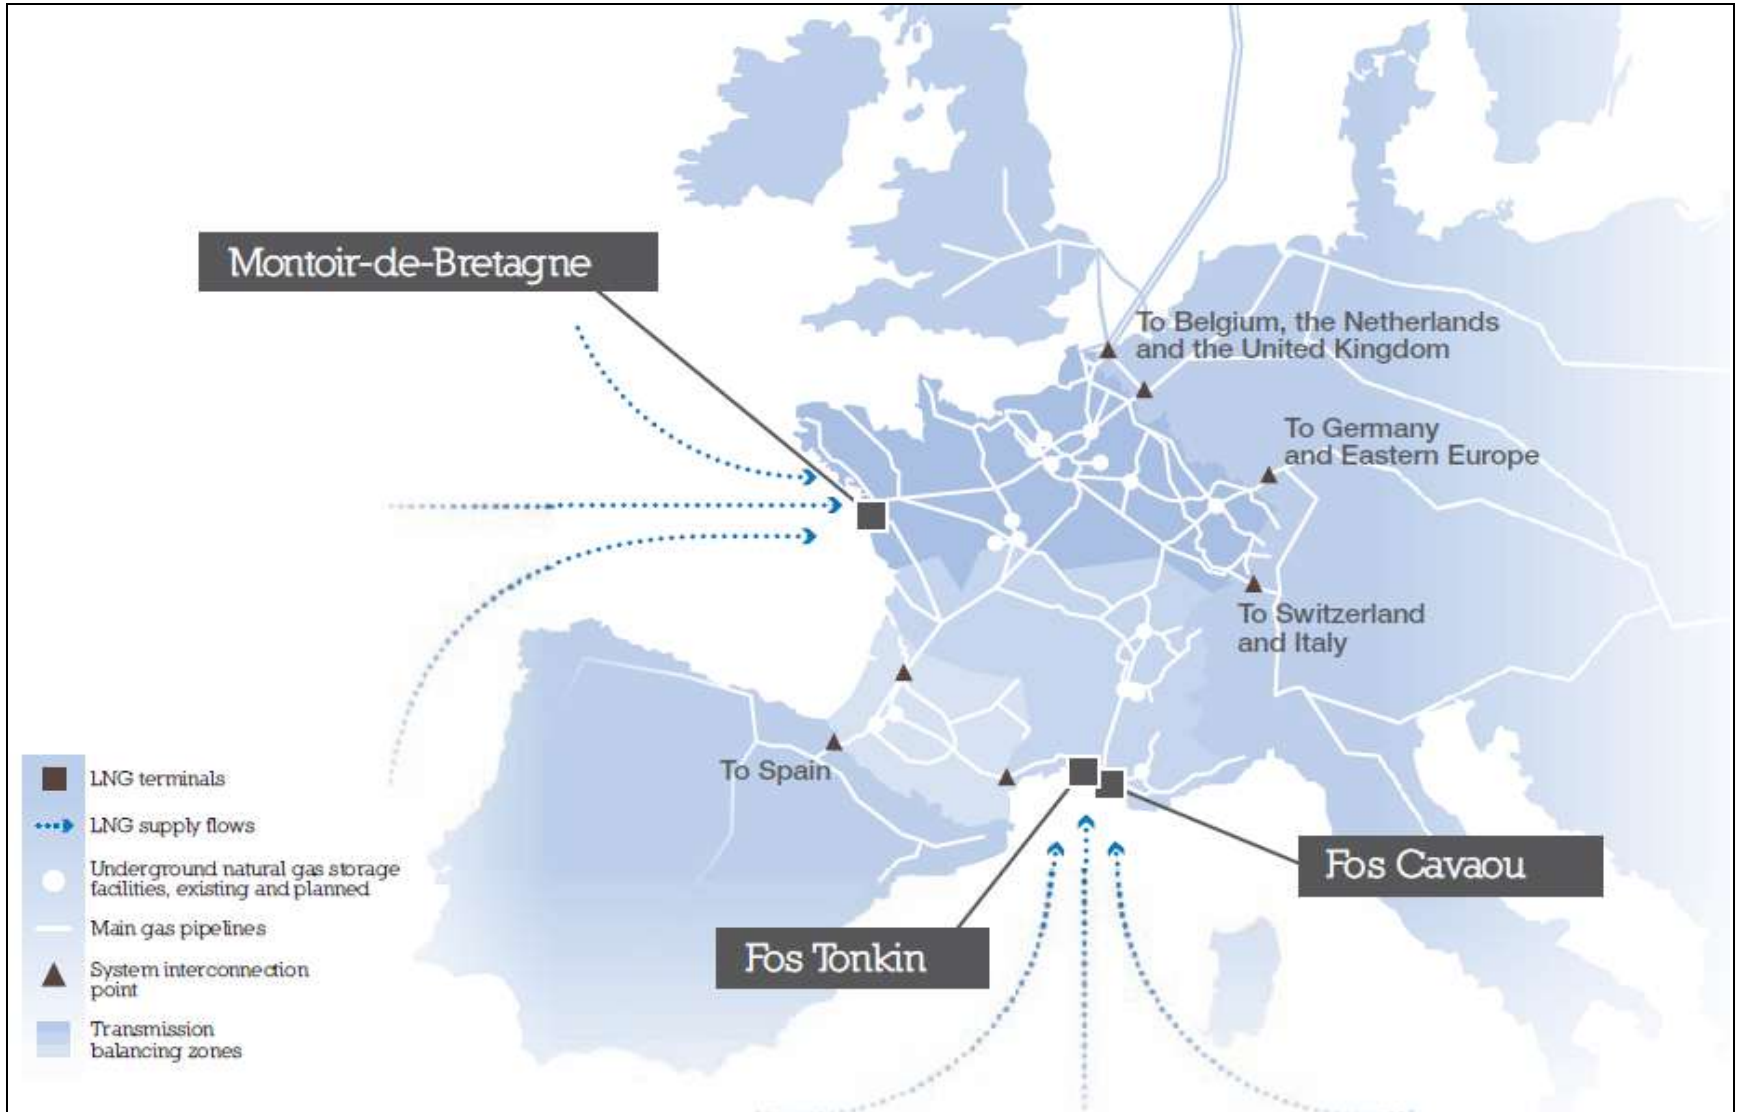 Montoir-de-Bretagne
To Belgium, the Netherlands
and the United Kingdom
To Germany
and Eastern Europe
To Switzerland
and Italy
To Spain
Fos Cavaou
Fos Tonkin
LNG terminals
LNG supply flows
Underground natural gas storage
facilities, existing and planned
Main gas pipelines
System interconnection
point
Transmission
balancing zones